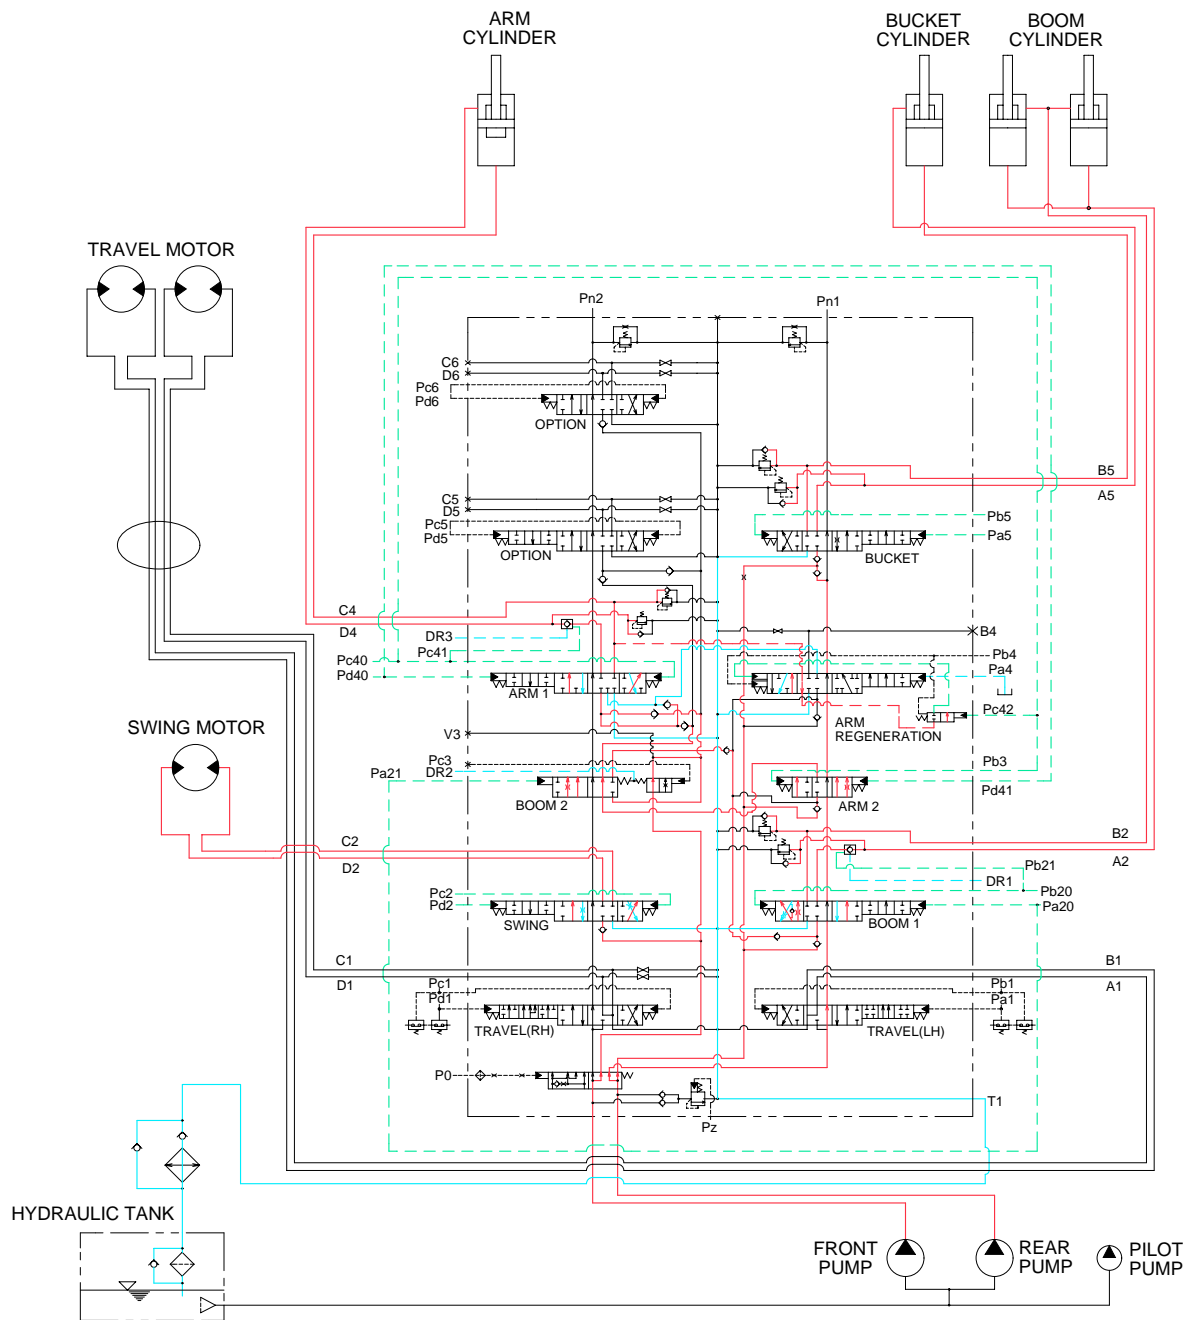 ARM
CYLINDER
BUCKET
CYLINDER
BOOM
CYLINDER
TRAVEL MOTOR
Pn2
Pn1
C6
D6
Pc6
Pd6
OPTION
B5
A5
C5
D5
Pc5
Pd5
OPTION
Pb5
Pa5
BUCKET
C4
D4
DR3
Pc41
Pc40
Pd40
ARM 1
B4
Pb4
Pa4
Pc42
ARM
REGENERATION
SWING MOTOR
V3
Pc3
DR2
Pa21
BOOM 2
Pb3
Pd41
ARM 2
C2
D2
B2
A2
Pb21
DR1
Pc2
Pd2
SWING
Pb20
Pa20
BOOM 1
C1
D1
B1
A1
Pc1
Pd1
TRAVEL(RH)
Pb1
Pa1
TRAVEL(LH)
P0
Pz
T1
HYDRAULIC TANK
FRONT
PUMP
REAR
PUMP
PILOT
PUMP